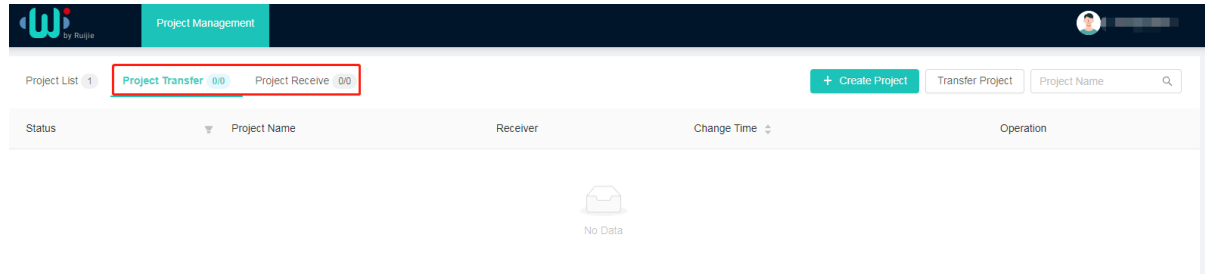 by Ruijie
Project Management
Project List 1 Project Transfer 0/0 Project Receive 0/0 + Create Project Transfer Project Project Name
Status Project Name Receiver Change Time Operation
No Data